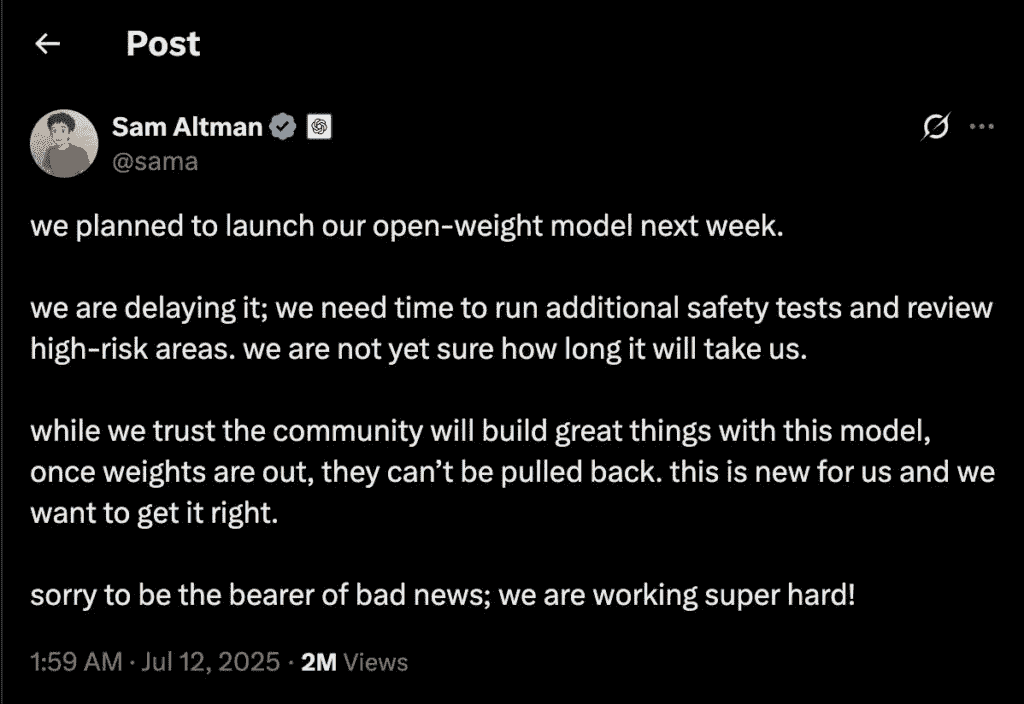 Post
Sam Altman
@sama
we planned to launch our open-weight model next week.
we are delaying it; we need time to run additional safety tests and review
high-risk areas. we are not yet sure how long it will take us.
while we trust the community will build great things with this model,
once weights are out, they can’t be pulled back. this is new for us and we
want to get it right.
sorry to be the bearer of bad news; we are working super hard!
1:59 AM · Jul 12, 2025 · 2M Views